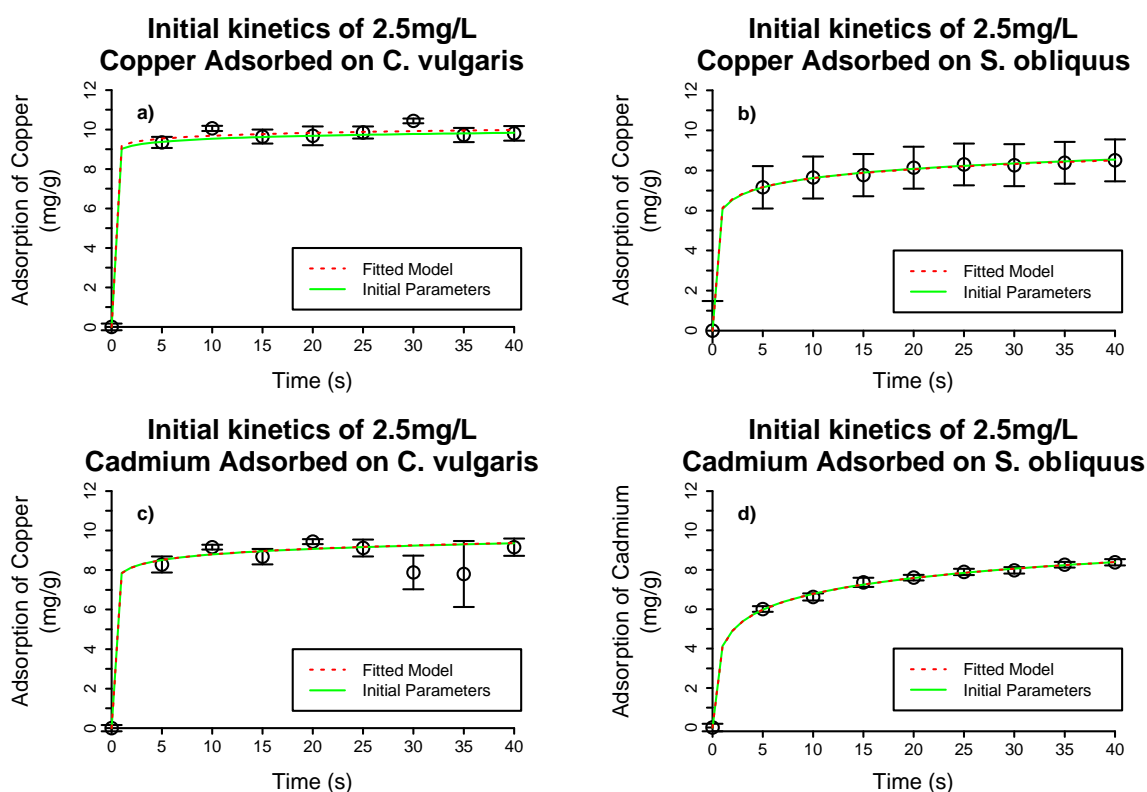 Initial kinetics of 2.5mg/L
Copper Adsorbed on C. vulgaris
a)
Adsorption of Copper
(mg/g)
0 2 4 6 8 10 12
Fitted Model
Initial Parameters
0 5 10 15 20 25 30 35 40
Time (s)
Initial kinetics of 2.5mg/L
Copper Adsorbed on S. obliquus
b)
Adsorption of Copper
(mg/g)
0 2 4 6 8 10 12
Fitted Model
Initial Parameters
0 5 10 15 20 25 30 35 40
Time (s)
Initial kinetics of 2.5mg/L
Cadmium Adsorbed on C. vulgaris
c)
Adsorption of Copper
(mg/g)
0 2 4 6 8 10 12
Fitted Model
Initial Parameters
0 5 10 15 20 25 30 35 40
Time (s)
Initial kinetics of 2.5mg/L
Cadmium Adsorbed on S. obliquus
d)
Adsorption of Cadmium
(mg/g)
0 2 4 6 8 10 12
Fitted Model
Initial Parameters
0 5 10 15 20 25 30 35 40
Time (s)